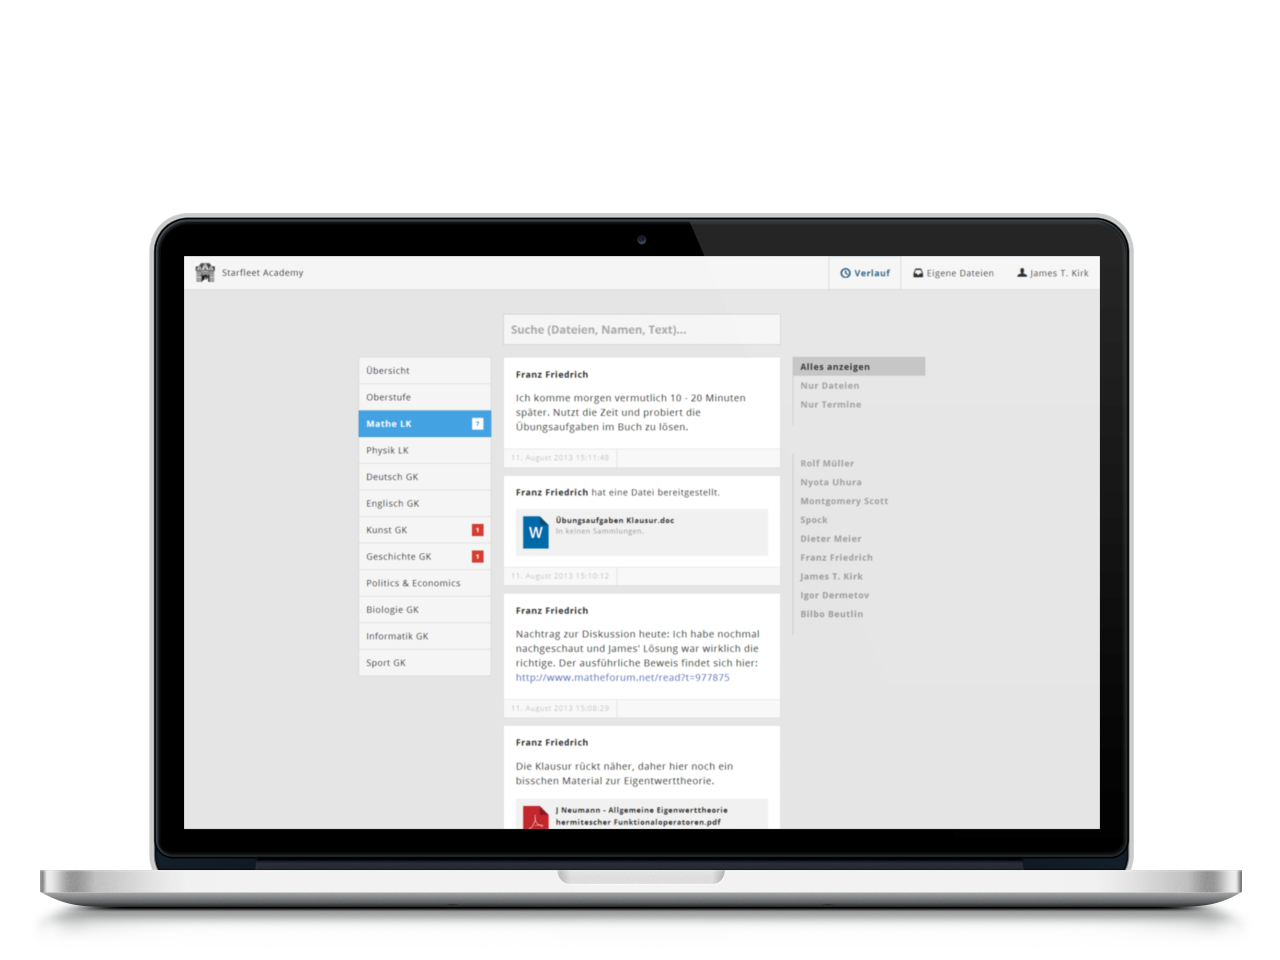 Starfleet Academy
Verlauf
Eigene Dateien
James T. Kirk
Suche (Dateien, Namen, Text)...
Übersicht
Oberstufe
Mathe LK 7
Physik LK
Deutsch GK
Englisch GK
Kunst GK 1
Geschichte GK 1
Politics & Economics
Biologie GK
Informatik GK
Sport GK
Franz Friedrich
Ich komme morgen vermutlich 10 - 20 Minuten
später. Nutzt die Zeit und probiert die
Übungsaufgaben im Buch zu lösen.
11. August 2013 15:11:48
Franz Friedrich hat eine Datei bereitgestellt.
W
Übungsaufgaben Klausur.doc
In keinen Sammlungen.
11. August 2013 15:10:12
Franz Friedrich
Nachtrag zur Diskussion heute: Ich habe nochmal
nachgeschaut und James' Lösung war wirklich die
richtige. Der ausführliche Beweis findet sich hier:
http://www.matheforum.net/read?t=977875
11. August 2013 15:08:29
Franz Friedrich
Die Klausur rückt näher, daher hier noch ein
bisschen Material zur Eigenwerttheorie.
J Neumann - Allgemeine Eigenwerttheorie
hermitescher Funktionaloperatoren.pdf
Alles anzeigen
Nur Dateien
Nur Termine
Rolf Müller
Nyota Uhura
Montgomery Scott
Spock
Dieter Meier
Franz Friedrich
James T. Kirk
Igor Dermetov
Bilbo Beutlin